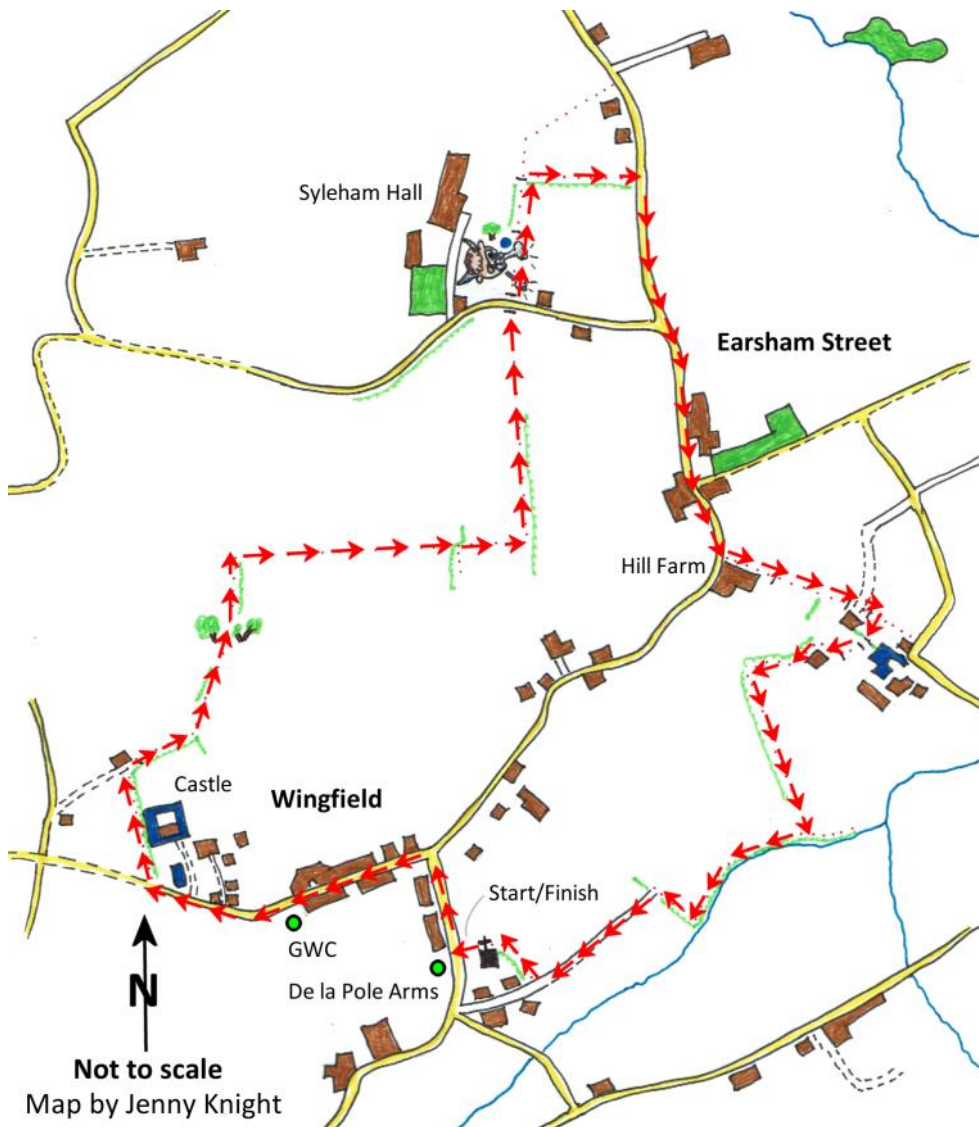 Syleham Hall
Earsham Street
Hill Farm
Castle
Wingfield
Start/Finish
GWC
De la Pole Arms
N
Not to scale
Map by Jenny Knight